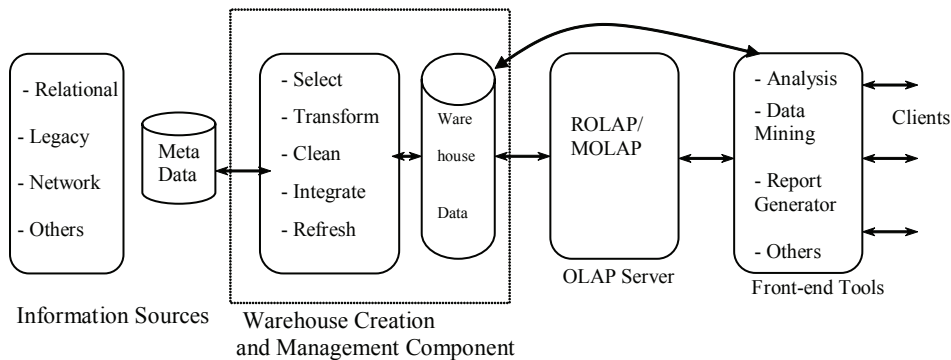 - Relational
- Legacy
- Network
- Others
Information Sources
Meta
Data
- Select
- Transform
- Clean
- Integrate
- Refresh
Ware
house
Data
Warehouse Creation
and Management Component
ROLAP/
MOLAP
OLAP Server
- Analysis
- Data
Mining
- Report
Generator
- Others
Front-end Tools
Clients